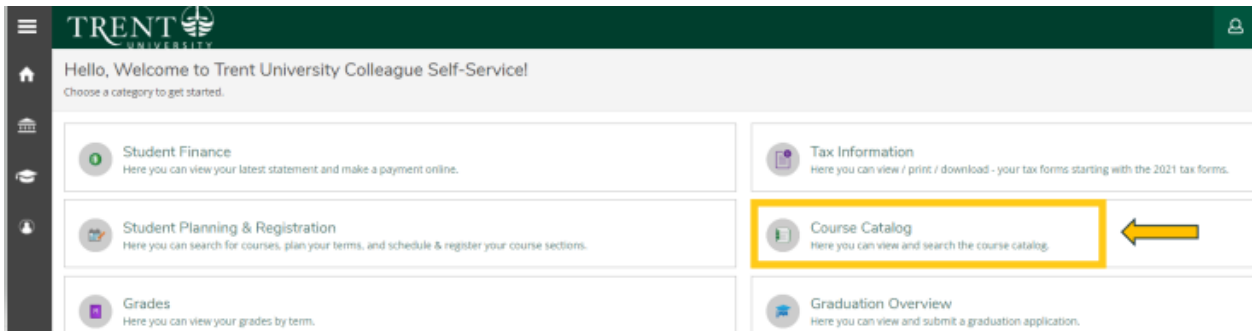 TRENT
UNIVERSITY
Hello, Welcome to Trent University Colleague Self-Service!
Choose a category to get started.
Student Finance
Here you can view your latest statement and make a payment online.
Tax Information
Here you can view / print / download - your tax forms starting with the 2021 tax forms.
Student Planning & Registration
Here you can search for courses, plan your terms, and schedule & register your course sections.
Course Catalog
Here you can view and search the course catalog.
Grades
Here you can view your grades by term.
Graduation Overview
Here you can view and submit a graduation application.